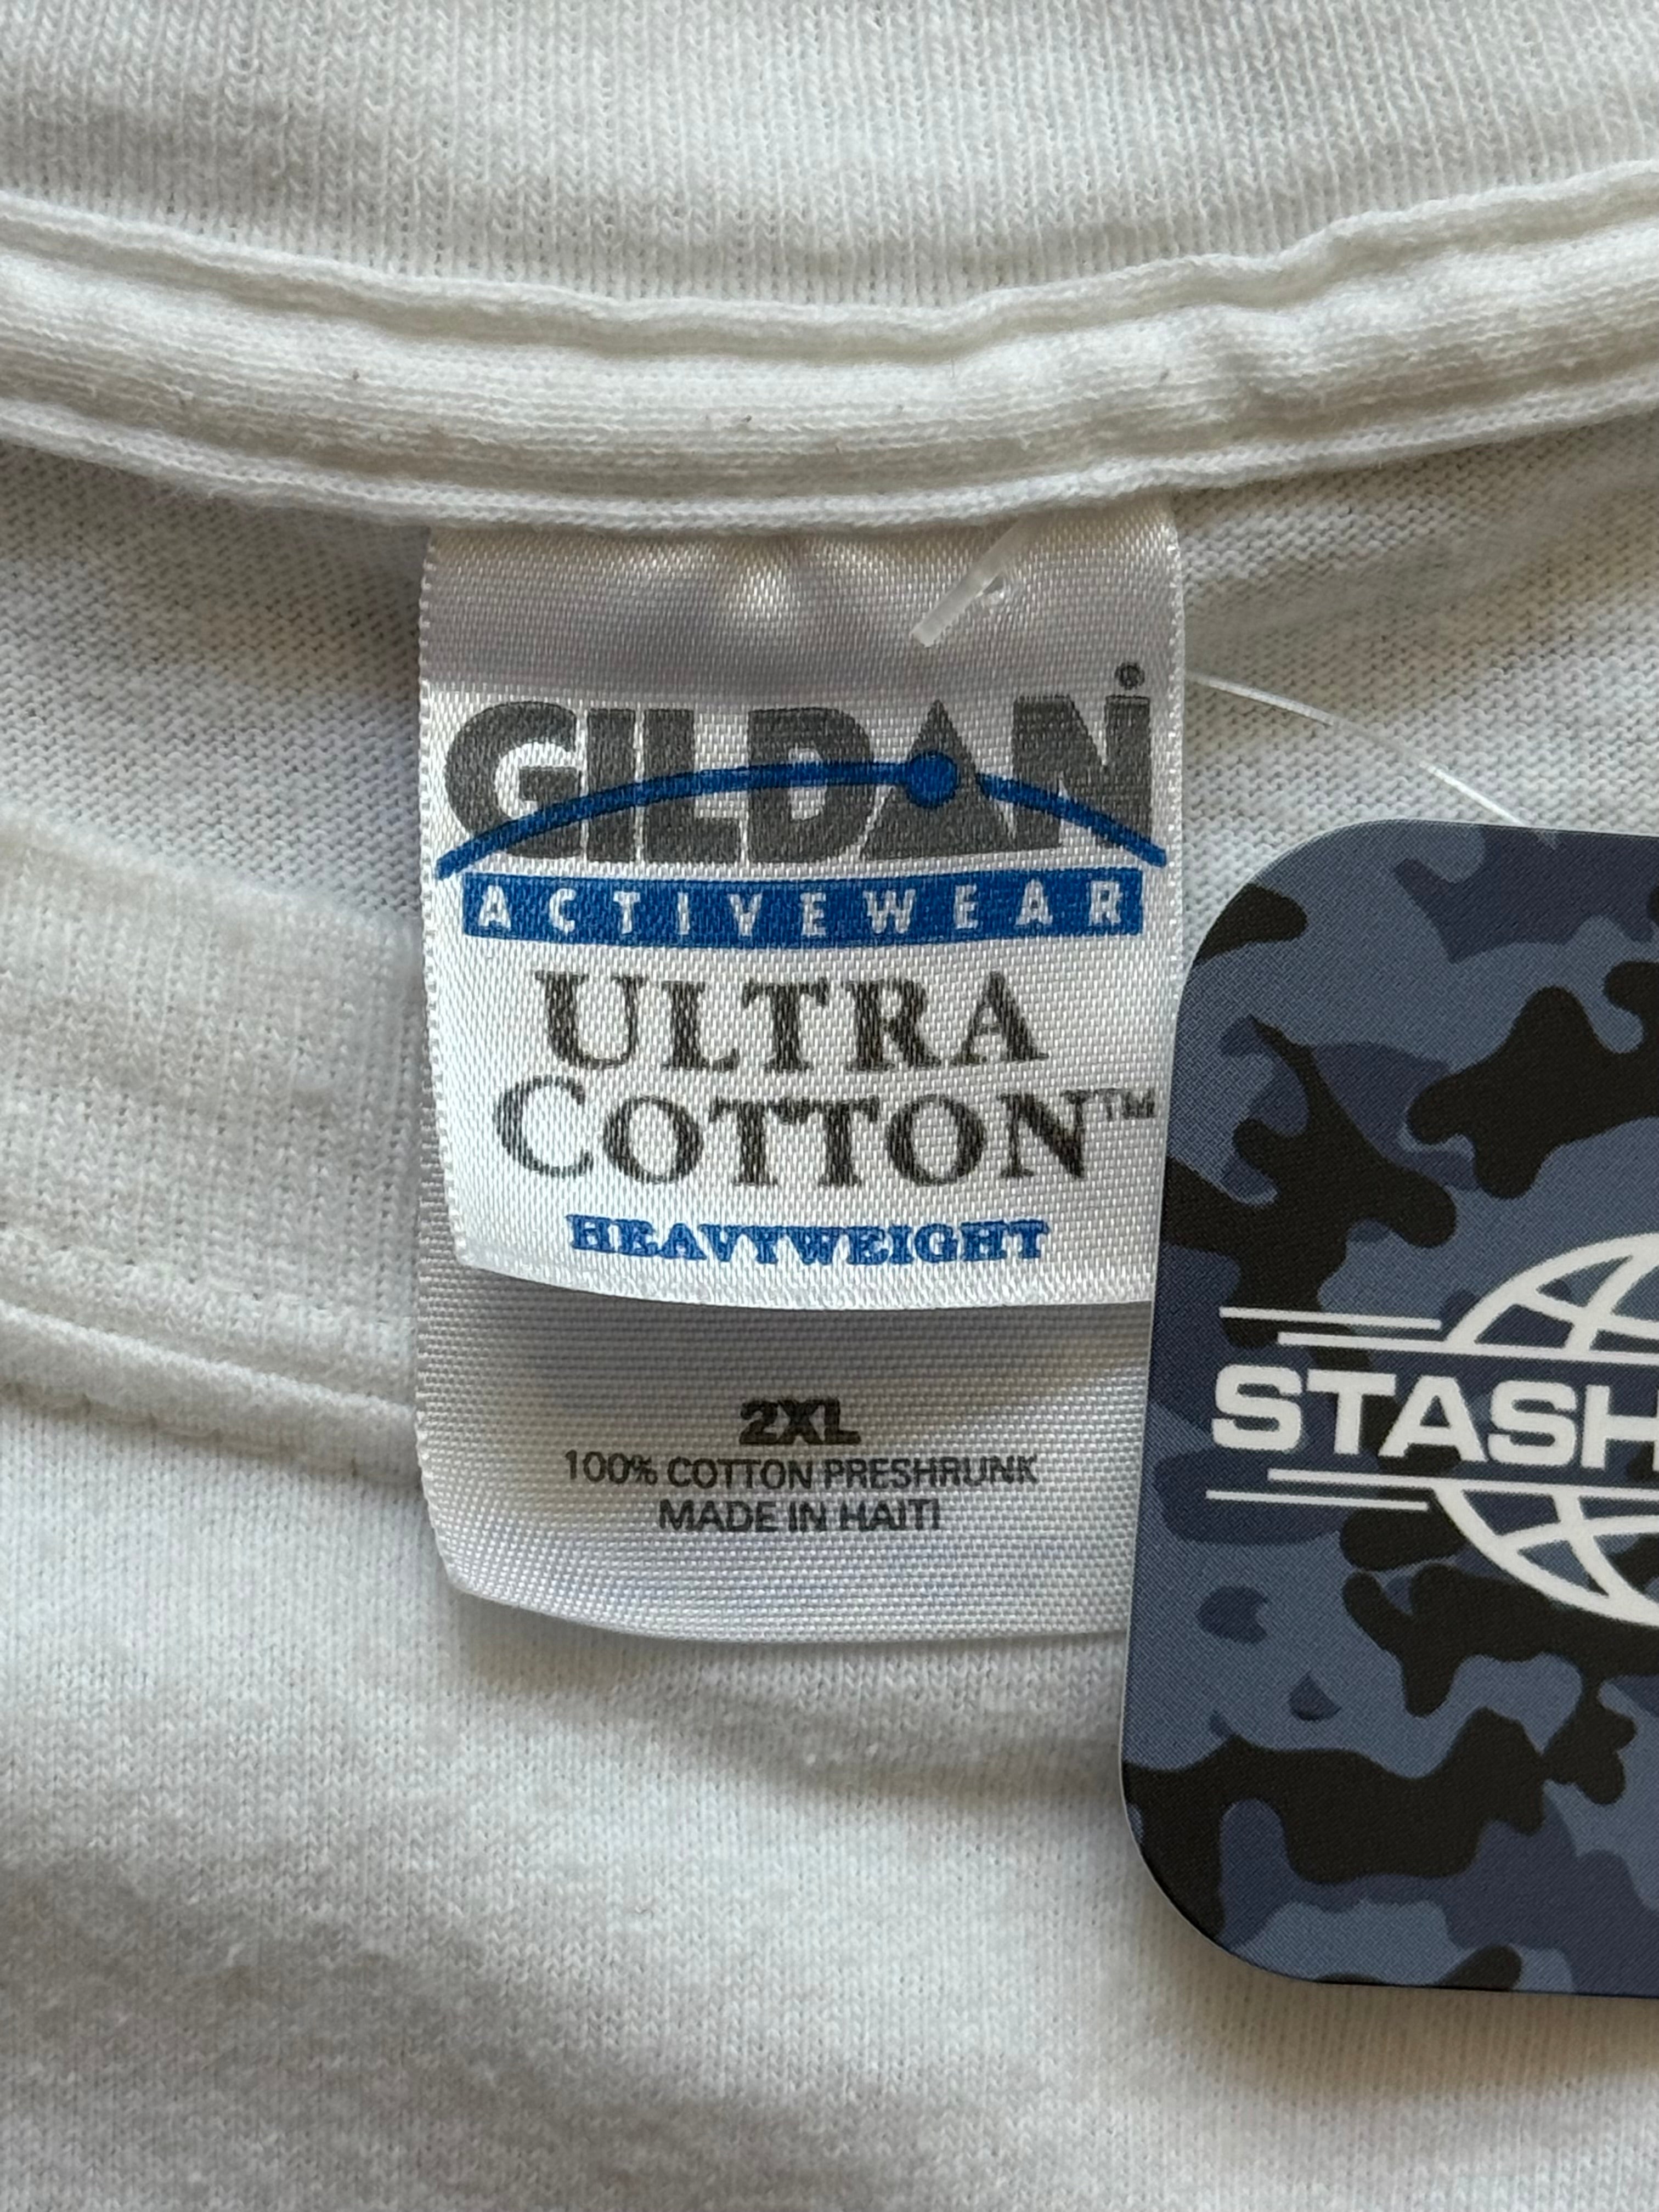 GILDAN®
ACTIVEWEAR
ULTRA
COTTON™
HEAVYWEIGHT
2XL
100% COTTON PRESHRUNK
MADE IN HAITI
STASH